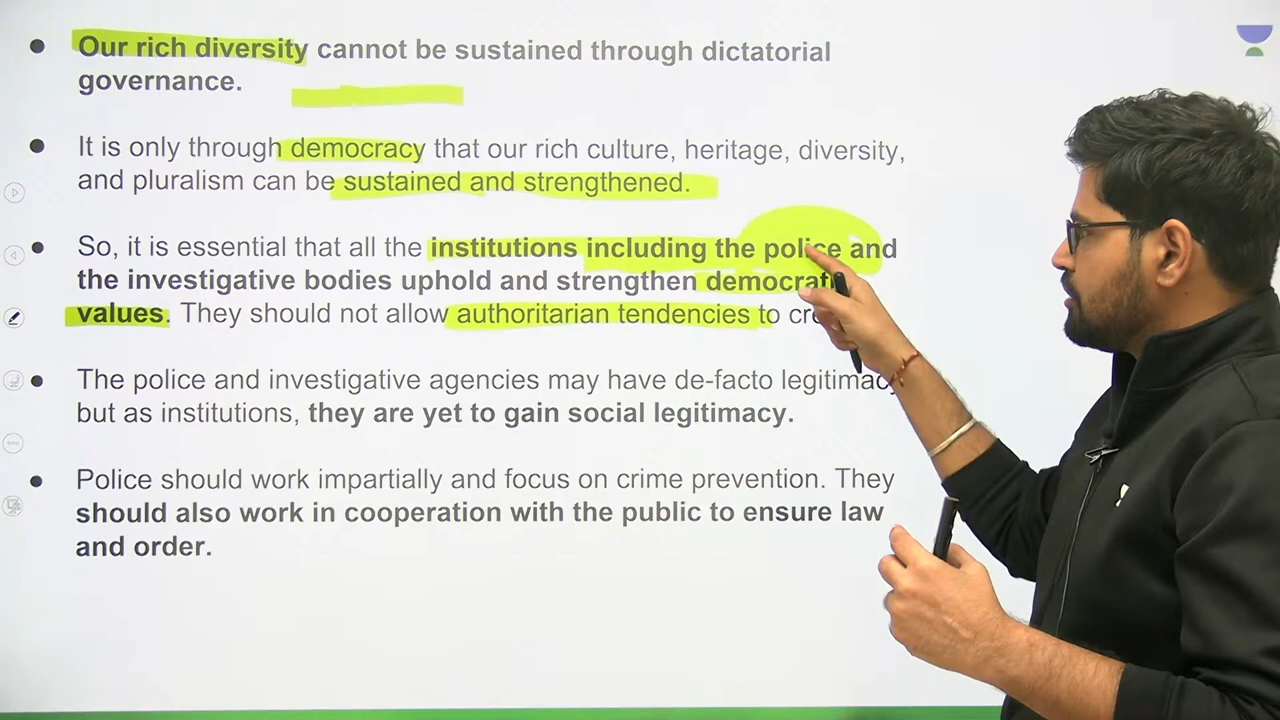 Our rich diversity cannot be sustained through dictatorial
governance.
It is only through democracy that our rich culture, heritage, diversity,
and pluralism can be sustained and strengthened.
So, it is essential that all the institutions including the police and
the investigative bodies uphold and strengthen
values. They should not allow authoritarian tendencies to
The police and investigative agencies may have de-facto legitimacy
but as institutions, they are yet to gain social legitimacy.
Police should work impartially and focus on crime prevention. They
should also work in cooperation with the public to ensure law
and order.